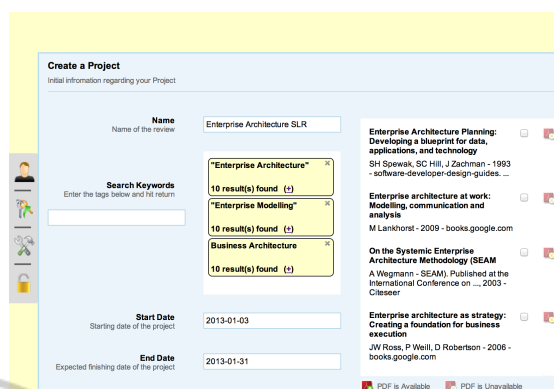 Create a Project
Initial infromation regarding your Project
Name
Name of the review
Enterprise Architecture SLR
Search Keywords
Enter the tags below and hit return
"Enterprise Architecture" ×
10 result(s) found (+)
"Enterprise Modelling" ×
10 result(s) found (+)
Business Architecture ×
10 result(s) found (+)
Start Date
Starting date of the project
2013-01-03
End Date
Expected finishing date of the project
2013-01-31
Enterprise Architecture Planning:
Developing a blueprint for data,
applications, and technology
SH Spewak, SC Hill, J Zachman - 1993
- software-developer-design-guides. ...
Enterprise architecture at work:
Modelling, communication and
analysis
M Lankhorst - 2009 - books.google.com
On the Systemic Enterprise
Architecture Methodology (SEAM
A Wegmann - SEAM). Published at the
International Conference on ..., 2003 -
Citeseer
Enterprise architecture as strategy:
Creating a foundation for business
execution
JW Ross, P Weill, D Robertson - 2006 -
books.google.com
PDF is Available PDF is Unavailable